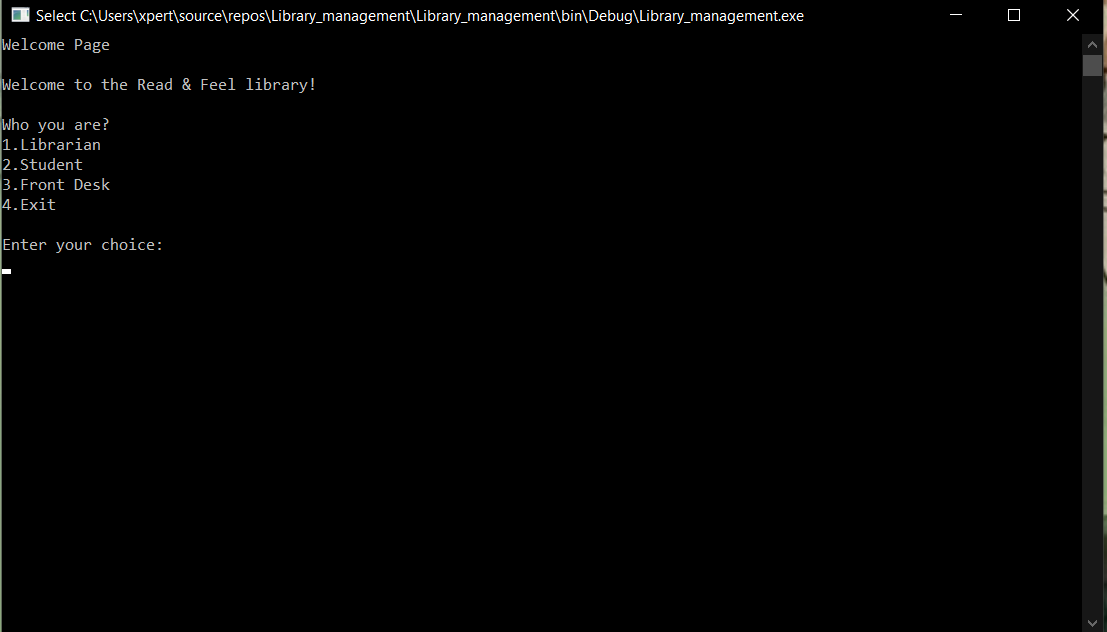 Select C:\Users\xpert\source\repos\Library_management\Library_management\bin\Debug\Library_management.exe
Welcome Page
Welcome to the Read & Feel library!
Who you are?
1.Librarian
2.Student
3.Front Desk
4.Exit
Enter your choice: